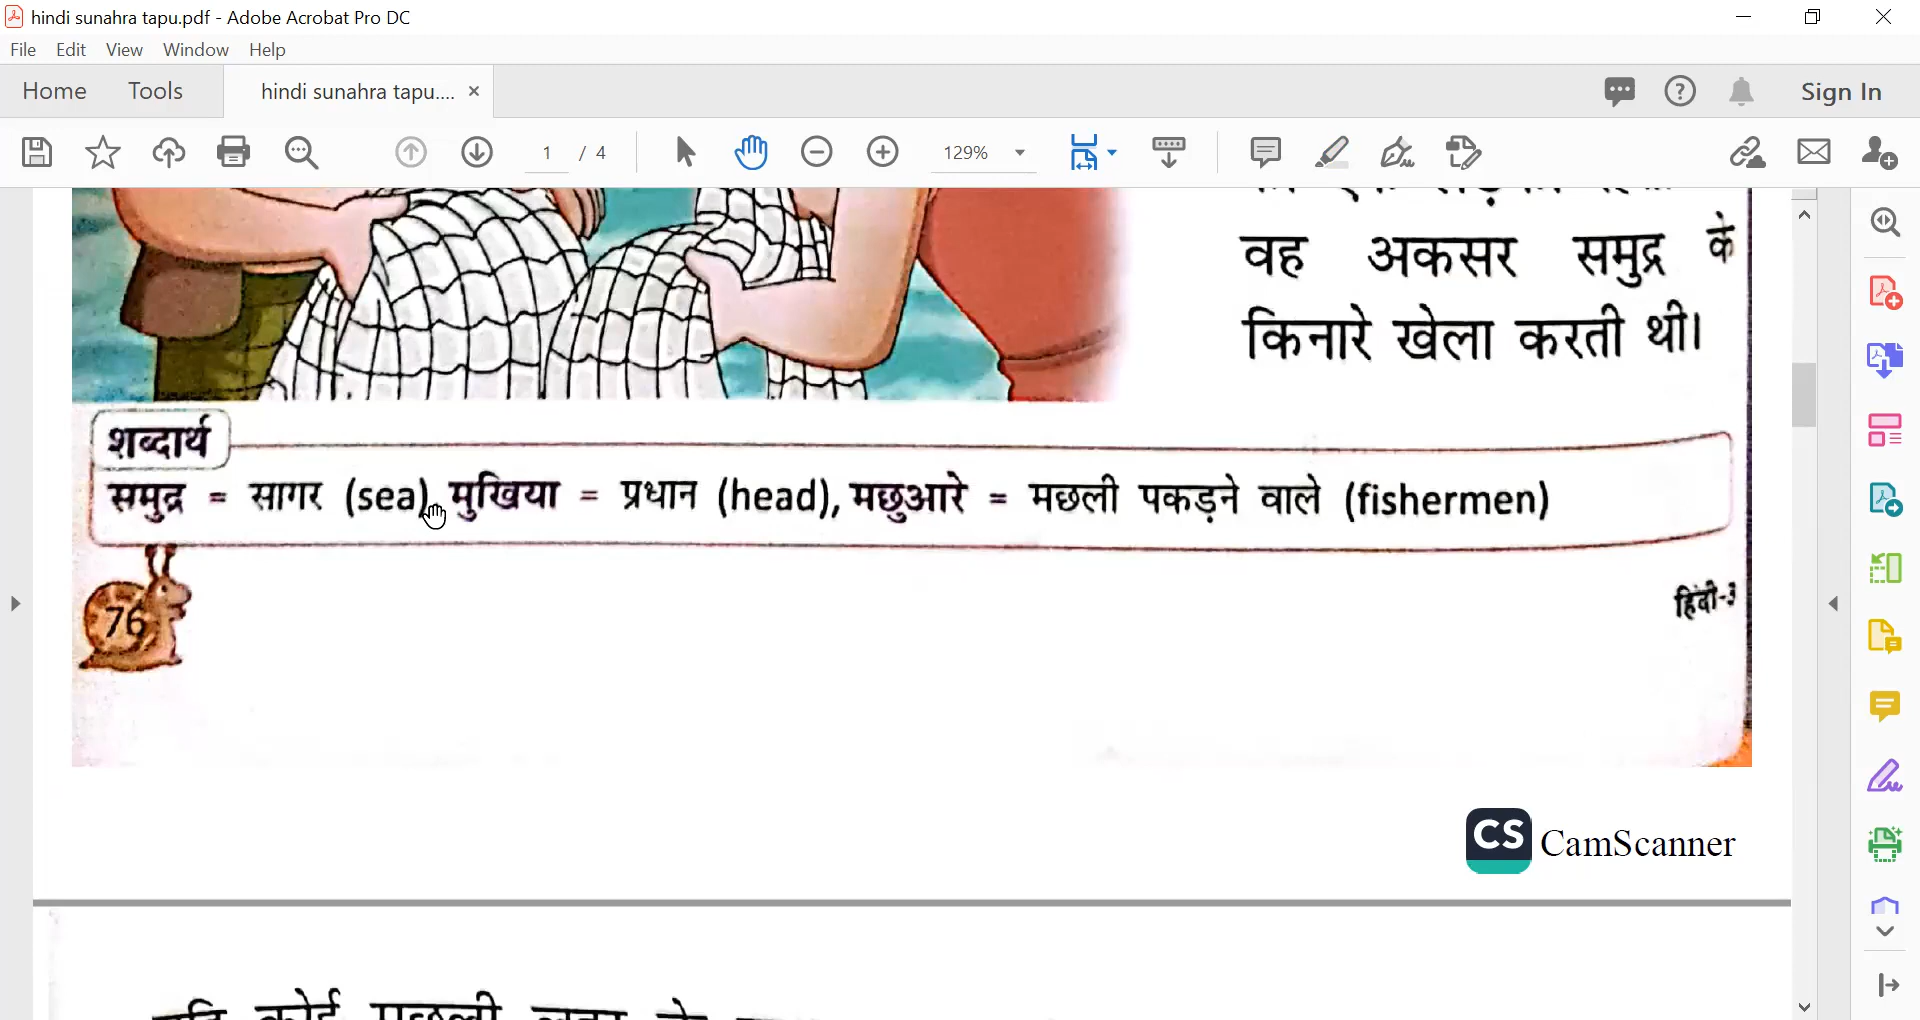 hindi sunahra tapu.pdf - Adobe Acrobat Pro DC
File Edit View Window Help
Home Tools hindi sunahra tapu.... × Sign In
1 / 4 129%
वह अकसर समुद्र के
किनारे खेला करती थी।
शब्दार्थ
समुद्र = सागर (sea), मुखिया = प्रधान (head), मछुआरे = मछली पकड़ने वाले (fishermen)
76
हिंदी-3
CS CamScanner
कोई मछली